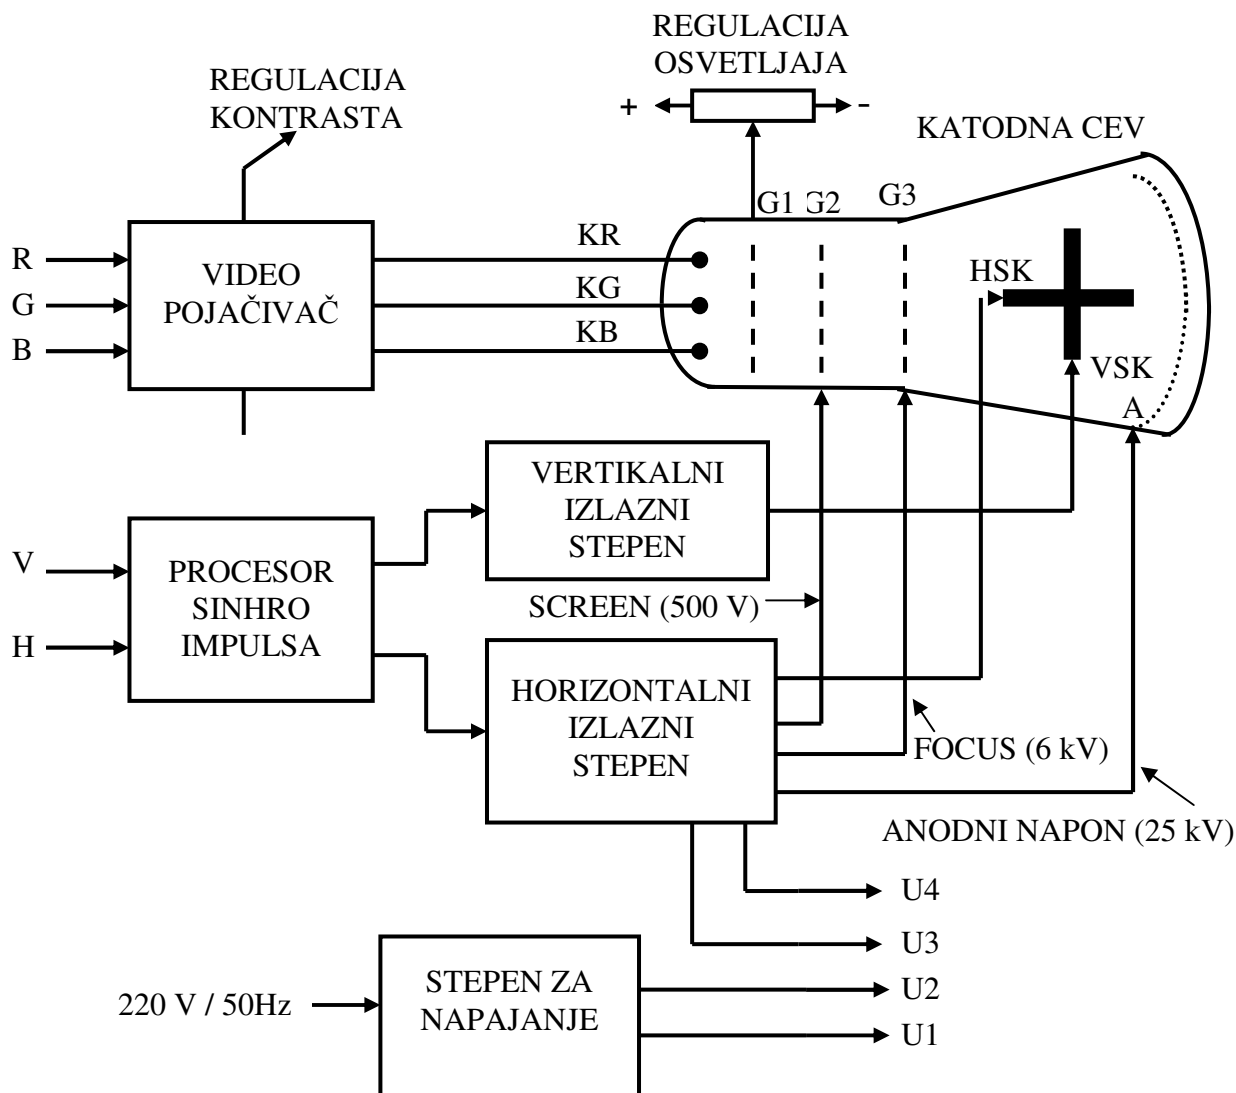 REGULACIJA
OSVETLJAJA
+ -
REGULACIJA
KONTRASTA
KATODNA CEV
G1 G2 G3
R
G
B
VIDEO
POJAČIVAČ
KR
KG
KB
HSK
VSK
A
V
H
PROCESOR
SINHRO
IMPULSA
VERTIKALNI
IZLAZNI
STEPEN
SCREEN (500 V)
HORIZONTALNI
IZLAZNI
STEPEN
FOCUS (6 kV)
ANODNI NAPON (25 kV)
U4
U3
U2
U1
220 V / 50Hz
STEPEN ZA
NAPAJANJE